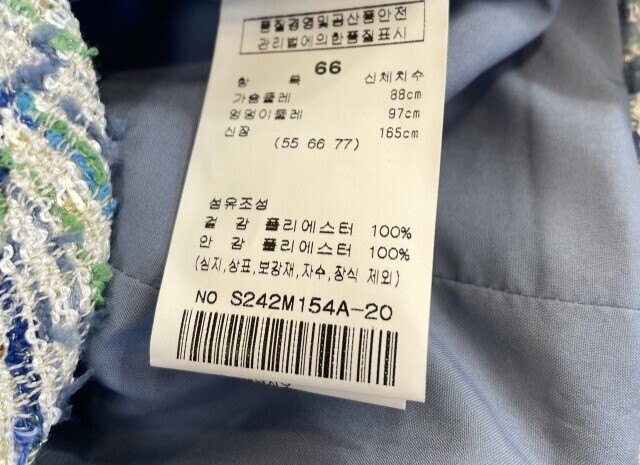 품질경영및공산품안전
관리법에의한품질표시
66
항 목 신체치수
가슴둘레 88cm
엉덩이둘레 97cm
신장 165cm
(55 66 77)
섬유조성
겉 감 폴리에스터 100%
안 감 폴리에스터 100%
(심지,상표,보강재,자수,장식 제외)
NO S242M154A-20